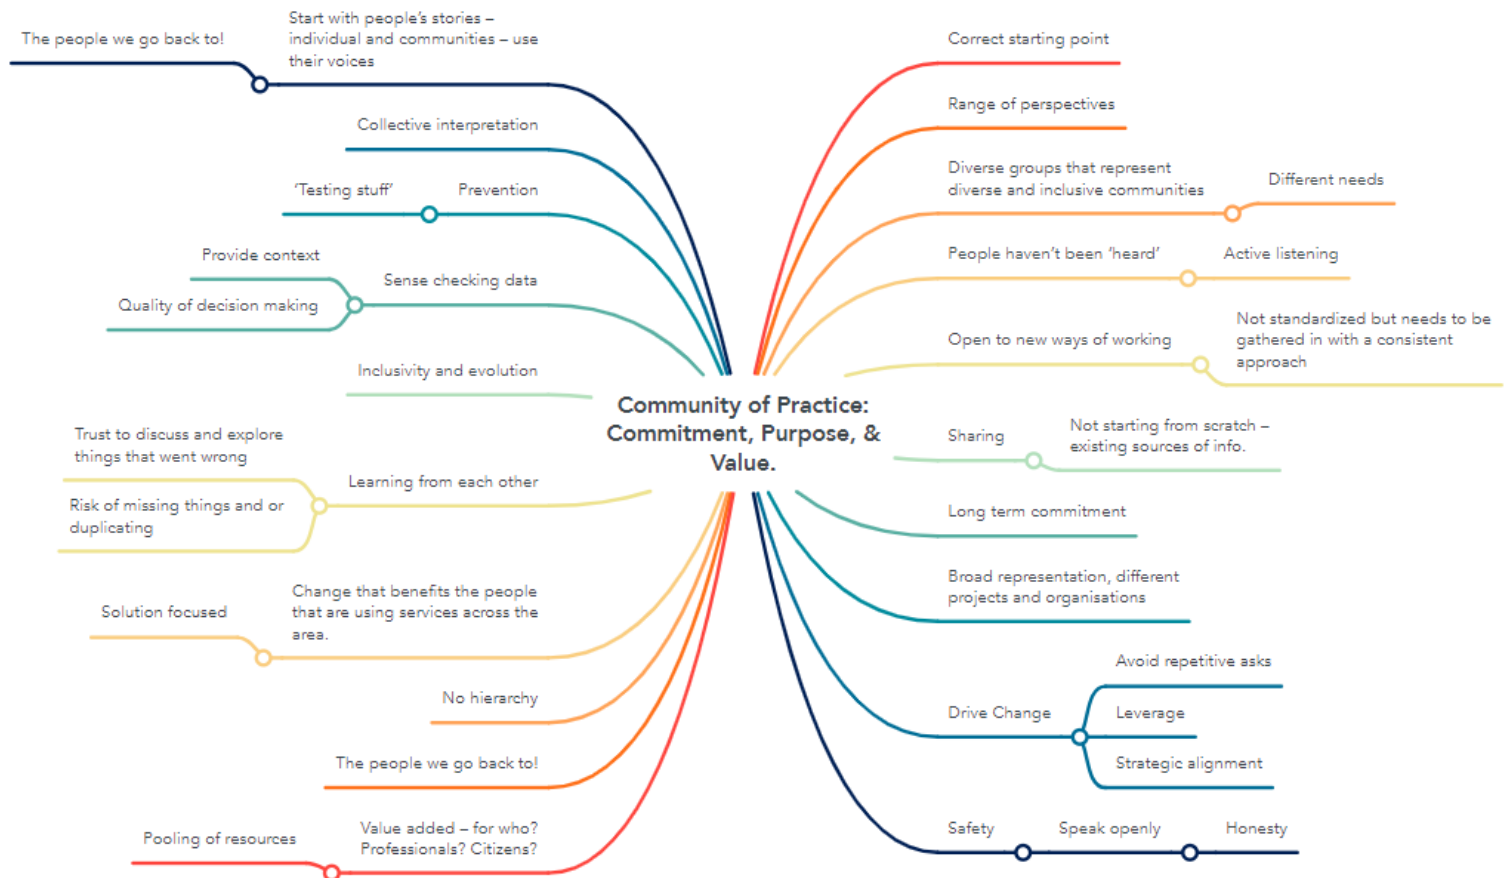 Community of Practice:
Commitment, Purpose, &
Value.
Correct starting point
Range of perspectives
Diverse groups that represent
diverse and inclusive communities
Different needs
People haven’t been ‘heard’
Active listening
Open to new ways of working
Not standardized but needs to be
gathered in with a consistent
approach
Sharing
Not starting from scratch –
existing sources of info.
Long term commitment
Broad representation, different
projects and organisations
Drive Change
Avoid repetitive asks
Leverage
Strategic alignment
Safety
Speak openly
Honesty
Start with people’s stories –
individual and communities – use
their voices
The people we go back to!
Collective interpretation
Prevention
‘Testing stuff’
Sense checking data
Provide context
Quality of decision making
Inclusivity and evolution
Learning from each other
Trust to discuss and explore
things that went wrong
Risk of missing things and or
duplicating
Change that benefits the people
that are using services across the
area.
Solution focused
No hierarchy
The people we go back to!
Value added – for who?
Professionals? Citizens?
Pooling of resources